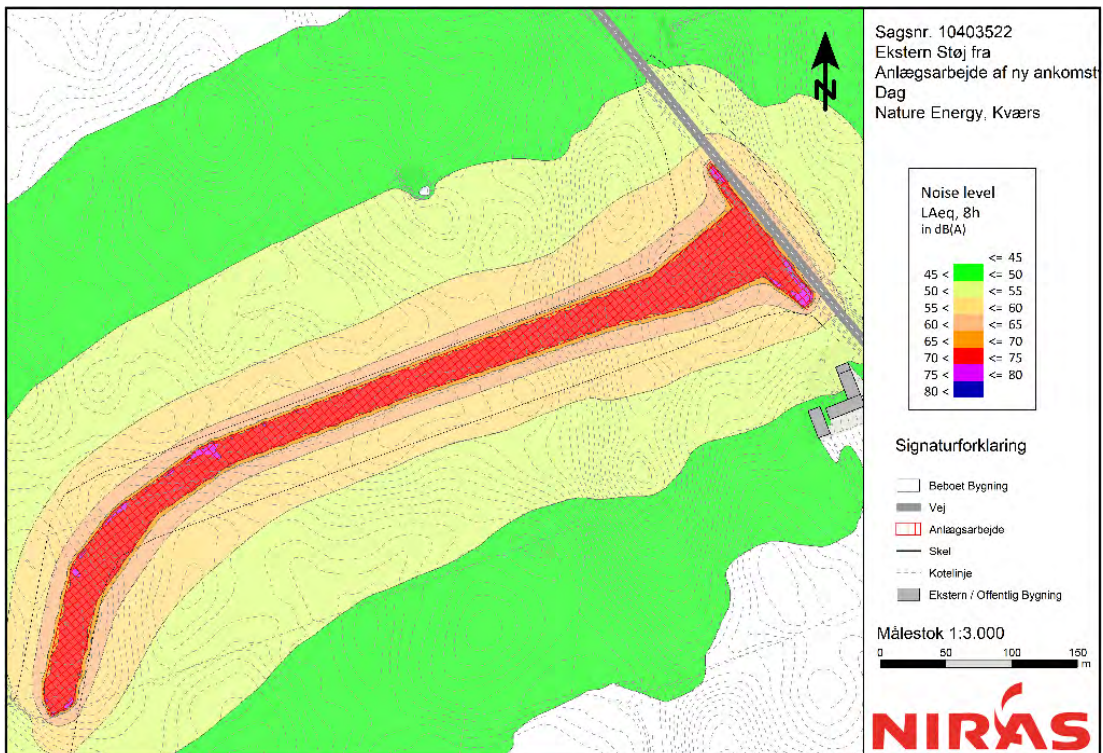 N
Sagsnr. 10403522
Ekstern Støj fra
Anlægsarbejde af ny ankomst
Dag
Nature Energy, Kværs
Noise level
LAeq, 8h
in dB(A)
<= 45
45 < <= 50
50 < <= 55
55 < <= 60
60 < <= 65
65 < <= 70
70 < <= 75
75 < <= 80
80 <
Signaturforklaring
Beboet Bygning
Vej
Anlægsarbejde
Skel
Kotelinje
Ekstern / Offentlig Bygning
Målestok 1:3.000
0 50 100 150
m
NIRAS